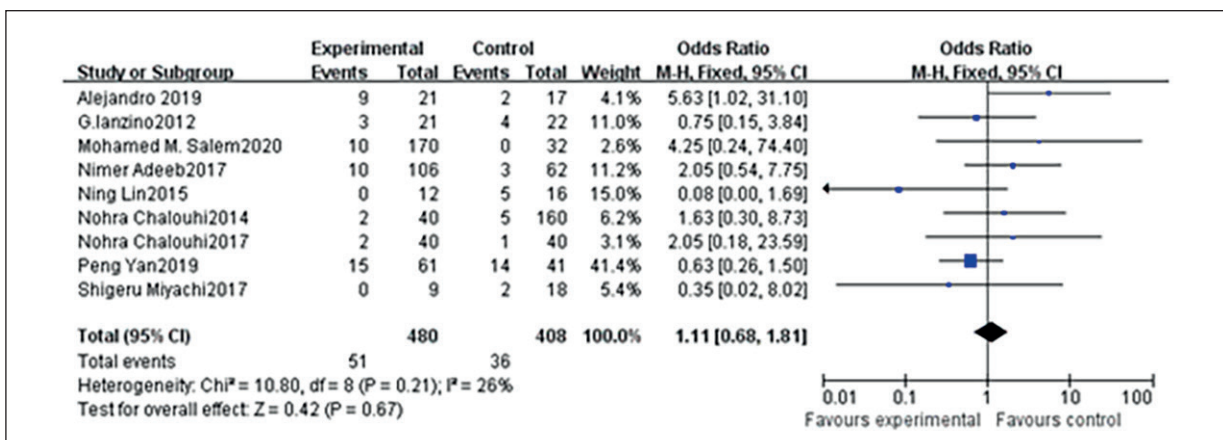 Experimental Control Odds Ratio Odds Ratio
Study or Subgroup Events Total Events Total Weight M-H, Fixed, 95% CI M-H, Fixed, 95% CI
Alejandro 2019 9 21 2 17 4.1% 5.63 [1.02, 31.10]
G.lanzino2012 3 21 4 22 11.0% 0.75 [0.15, 3.84]
Mohamed M. Salem2020 10 170 0 32 2.6% 4.25 [0.24, 74.40]
Nimer Adeeb2017 10 106 3 62 11.2% 2.05 [0.54, 7.75]
Ning Lin2015 0 12 5 16 15.0% 0.08 [0.00, 1.69]
Nohra Chalouhi2014 2 40 5 160 6.2% 1.63 [0.30, 8.73]
Nohra Chalouhi2017 2 40 1 40 3.1% 2.05 [0.18, 23.59]
Peng Yan2019 15 61 14 41 41.4% 0.63 [0.26, 1.50]
Shigeru Miyachi2017 0 9 2 18 5.4% 0.35 [0.02, 8.02]
Total (95% CI) 480 408 100.0% 1.11 [0.68, 1.81]
Total events 51 36
Heterogeneity: Chi² = 10.80, df = 8 (P = 0.21); I² = 26%
Test for overall effect: Z = 0.42 (P = 0.67)
0.01 0.1 1 10 100
Favours experimental Favours control